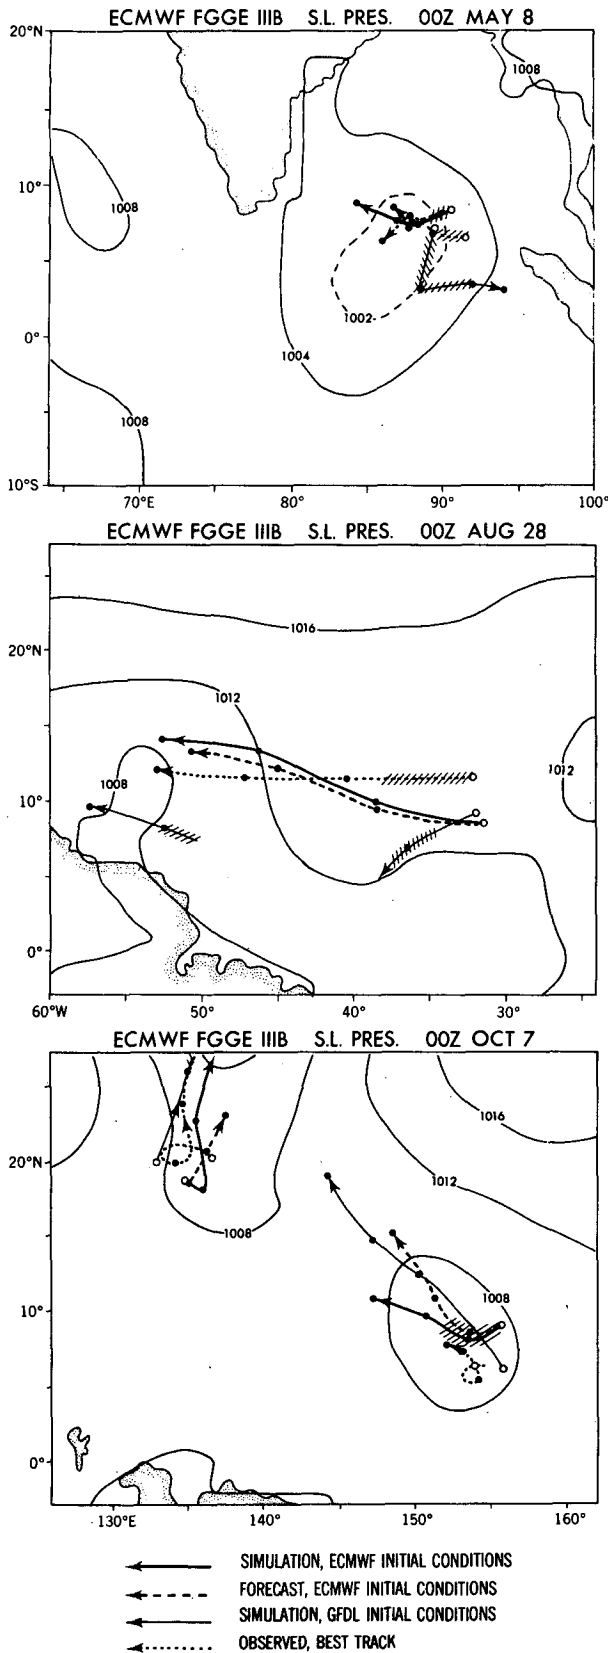 ECMWF FGGE IIIB S.L. PRES. 00Z MAY 8
20°N
1008
10°
1008
1002
0°
1004
1008
10°S
70°E 80° 90° 100°
ECMWF FGGE IIIB S.L. PRES. 00Z AUG 28
1016
20°N
1012
1012
1008
10°
0°
60°W 50° 40° 30°
ECMWF FGGE IIIB S.L. PRES. 00Z OCT 7
1016
20°N
1012
1008
1008
10°
0°
130°E 140° 150° 160°
SIMULATION, ECMWF INITIAL CONDITIONS
FORECAST, ECMWF INITIAL CONDITIONS
SIMULATION, GFDL INITIAL CONDITIONS
OBSERVED, BEST TRACK